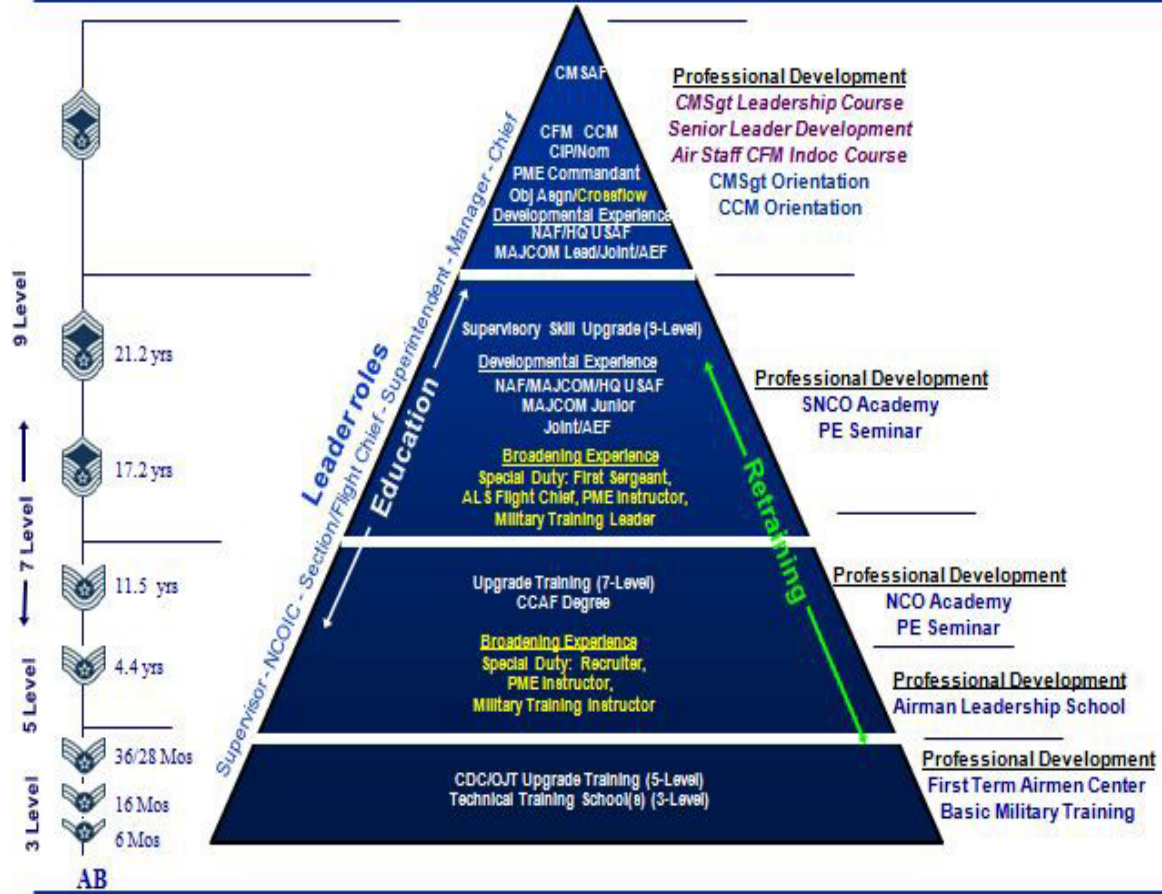 CMSAF
CFM CCM
CIP/Nom
PME Commandant
Obj Asgn/Crossflow
Developmental Experience
NAF/HQ USAF
MAJCOM Lead/Joint/AEF
Professional Development
CMSgt Leadership Course
Senior Leader Development
Air Staff CFM Indoc Course
CMSgt Orientation
CCM Orientation
Supervisory Skill Upgrade (9-Level)
Developmental Experience
NAF/MAJCOM/HQ USAF
MAJCOM Junior
Joint/AEF
Broadening Experience
Special Duty: First Sergeant,
ALS Flight Chief, PME Instructor,
Military Training Leader
Professional Development
SNCO Academy
PE Seminar
Upgrade Training (7-Level)
CCAF Degree
Broadening Experience
Special Duty: Recruiter,
PME Instructor,
Military Training Instructor
Professional Development
NCO Academy
PE Seminar
Professional Development
Airman Leadership School
CDC/OJT Upgrade Training (5-Level)
Technical Training School(s) (3-Level)
Professional Development
First Term Airmen Center
Basic Military Training
Leader roles
Supervisor - NCOIC - Section/Flight Chief - Superintendent - Manager - Chief
Education
Retraining
9 Level
7 Level
5 Level
3 Level
21.2 yrs
17.2 yrs
11.5 yrs
4.4 yrs
36/28 Mos
16 Mos
6 Mos
AB